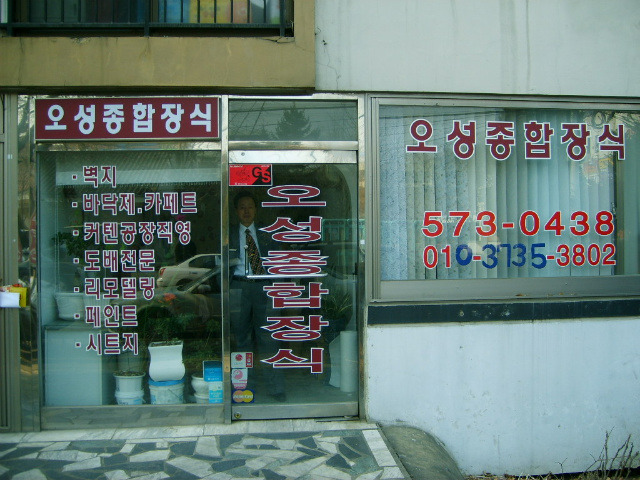 오성종합장식
· 벽지
· 바닥제. 카페트
· 커텐공장직영
· 도배전문
· 리모델링
· 페인트
· 시트지
GS
오성종합장식
오성종합장식
573-0438
010-3735-3802